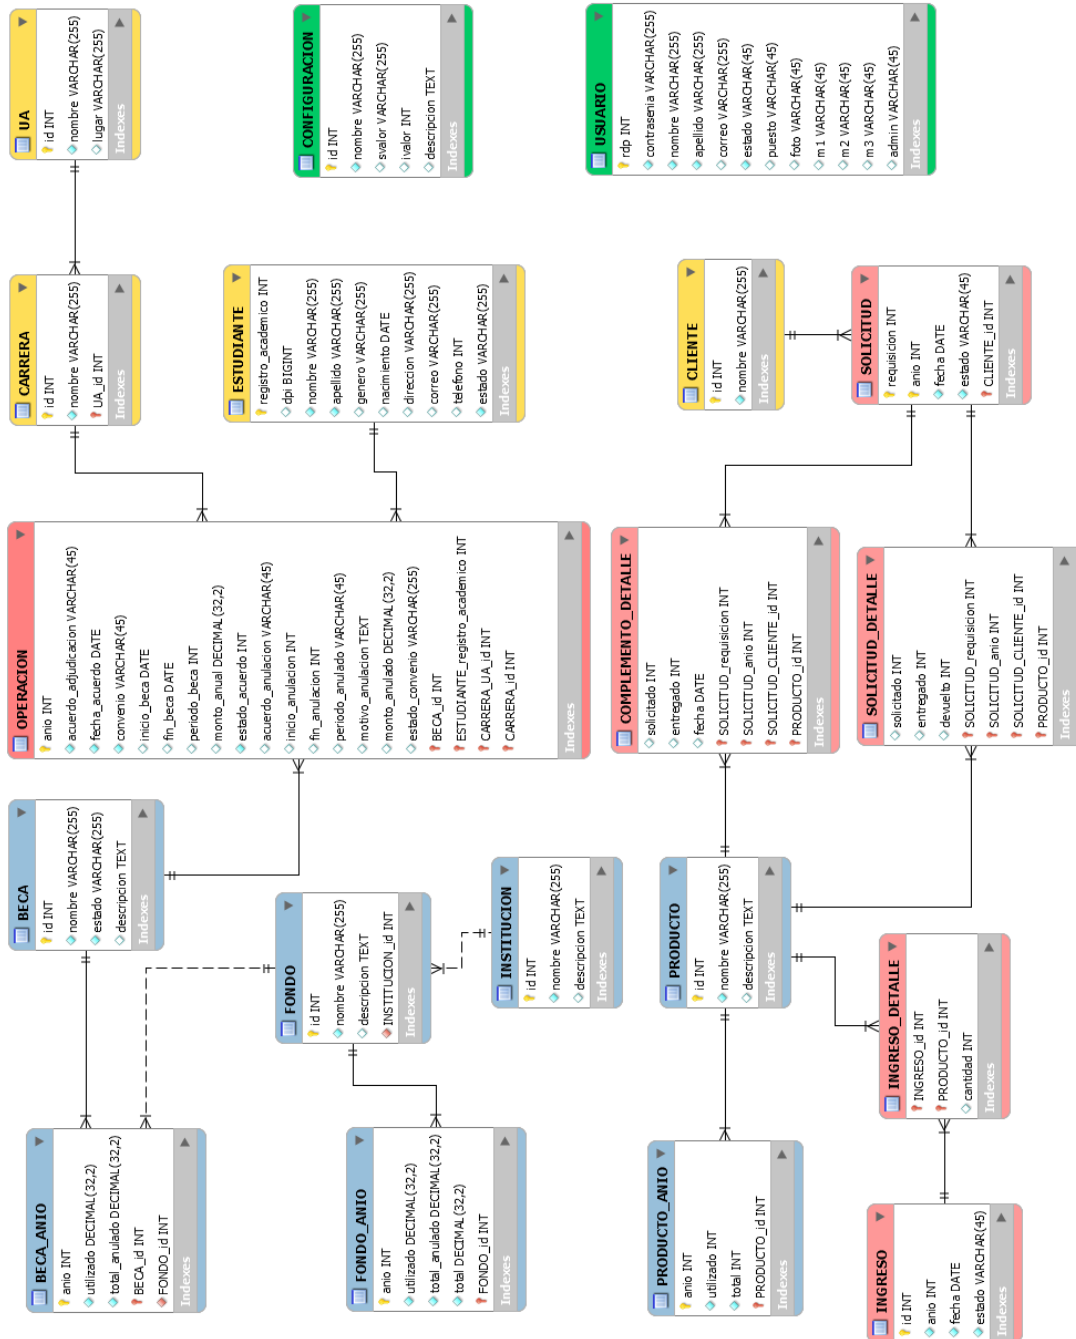 UA
id INT
nombre VARCHAR(255)
lugar VARCHAR(255)
Indexes
CONFIGURACION
id INT
nombre VARCHAR(255)
svalor VARCHAR(255)
ivalor INT
descripcion TEXT
Indexes
USUARIO
rdp INT
contrasenia VARCHAR(255)
nombre VARCHAR(255)
apellido VARCHAR(255)
correo VARCHAR(255)
estado VARCHAR(45)
puesto VARCHAR(45)
foto VARCHAR(45)
m1 VARCHAR(45)
m2 VARCHAR(45)
m3 VARCHAR(45)
admin VARCHAR(45)
Indexes
CARRERA
id INT
nombre VARCHAR(255)
UA_id INT
Indexes
ESTUDIANTE
registro_academico INT
dpi BIGINT
nombre VARCHAR(255)
apellido VARCHAR(255)
genero VARCHAR(255)
nacimiento DATE
direccion VARCHAR(255)
correo VARCHAR(255)
telefono INT
estado VARCHAR(255)
Indexes
CLIENTE
id INT
nombre VARCHAR(255)
Indexes
SOLICITUD
requisicion INT
anio INT
fecha DATE
estado VARCHAR(45)
CLIENTE_id INT
Indexes
OPERACION
anio INT
acuerdo_adjudicacion VARCHAR(45)
fecha_acuerdo DATE
convenio VARCHAR(45)
inicio_beca DATE
fin_beca DATE
periodo_beca INT
monto_anual DECIMAL(32,2)
estado_acuerdo INT
acuerdo_anulacion VARCHAR(45)
inicio_anulacion INT
fin_anulacion INT
periodo_anulado VARCHAR(45)
motivo_anulacion TEXT
monto_anulado DECIMAL(32,2)
estado_convenio VARCHAR(255)
BECA_id INT
ESTUDIANTE_registro_academico INT
CARRERA_UA_id INT
CARRERA_id INT
Indexes
COMPLEMENTO_DETALLE
solicitado INT
entregado INT
fecha DATE
SOLICITUD_requisicion INT
SOLICITUD_anio INT
SOLICITUD_CLIENTE_id INT
PRODUCTO_id INT
Indexes
SOLICITUD_DETALLE
solicitado INT
entregado INT
devuelto INT
SOLICITUD_requisicion INT
SOLICITUD_anio INT
SOLICITUD_CLIENTE_id INT
PRODUCTO_id INT
Indexes
BECA
id INT
nombre VARCHAR(255)
estado VARCHAR(255)
descripcion TEXT
Indexes
FONDO
id INT
nombre VARCHAR(255)
descripcion TEXT
INSTITUCION_id INT
Indexes
INSTITUCION
id INT
nombre VARCHAR(255)
descripcion TEXT
Indexes
PRODUCTO
id INT
nombre VARCHAR(255)
descripcion TEXT
Indexes
INGRESO_DETALLE
INGRESO_id INT
PRODUCTO_id INT
cantidad INT
Indexes
BECA_ANIO
anio INT
utilizado DECIMAL(32,2)
total_anulado DECIMAL(32,2)
BECA_id INT
FONDO_id INT
Indexes
FONDO_ANIO
anio INT
utilizado DECIMAL(32,2)
total_anulado DECIMAL(32,2)
total DECIMAL(32,2)
FONDO_id INT
Indexes
PRODUCTO_ANIO
anio INT
utilizado INT
total INT
PRODUCTO_id INT
Indexes
INGRESO
id INT
anio INT
fecha DATE
estado VARCHAR(45)
Indexes